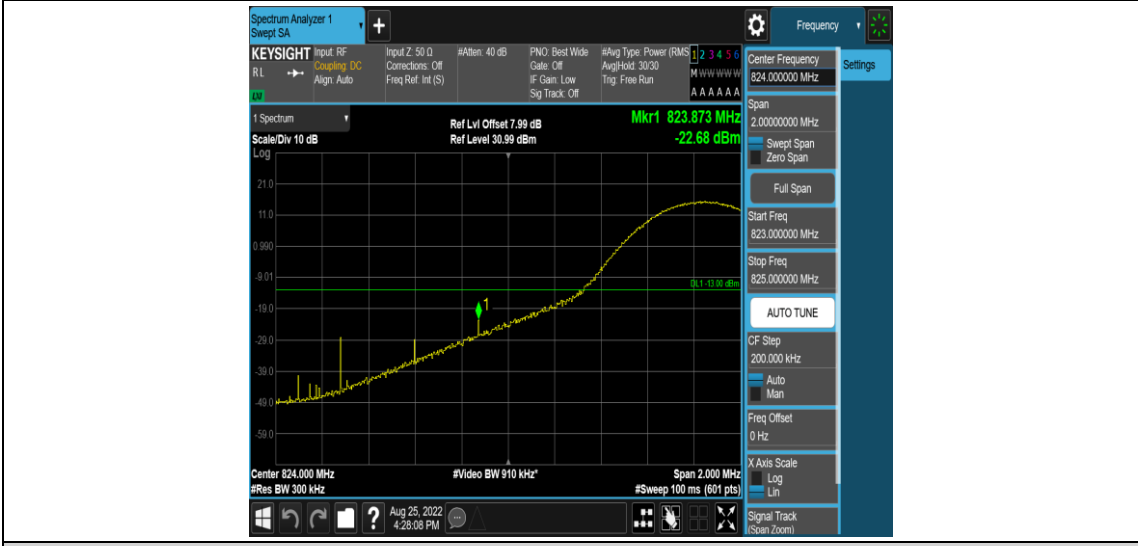 Spectrum Analyzer 1
Swept SA
+
Frequency
KEYSIGHT
RL
Input: RF
Coupling: DC
Align: Auto
Input Z: 50 Ω
Corrections: Off
Freq Ref: Int (S)
#Atten: 40 dB
PNO: Best Wide
Gate: Off
IF Gain: Low
Sig Track: Off
#Avg Type: Power (RMS
Avg|Hold: 30/30
Trig: Free Run
1 2 3 4 5 6
M W W W W W
A A A A A A
1 Spectrum
Scale/Div 10 dB
Log
Ref Lvl Offset 7.99 dB
Ref Level 30.99 dBm
Mkr1 823.873 MHz
-22.68 dBm
21.0
11.0
0.990
-9.01
DL1 -13.00 dBm
1
-19.0
-29.0
-39.0
-49.0
-59.0
Center 824.000 MHz
#Video BW 910 kHz*
Span 2.000 MHz
#Res BW 300 kHz
#Sweep 100 ms (601 pts)
Center Frequency
824.000000 MHz
Settings
Span
2.00000000 MHz
Swept Span
Zero Span
Full Span
Start Freq
823.000000 MHz
Stop Freq
825.000000 MHz
AUTO TUNE
CF Step
200.000 kHz
Auto
Man
Freq Offset
0 Hz
X Axis Scale
Log
Lin
Signal Track
(Span Zoom)
?
Aug 25, 2022
4:28:08 PM